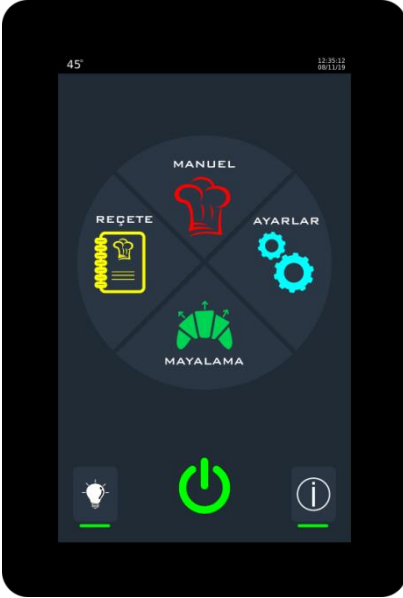 45°
12:35:12
08/11/19
MANUEL
REÇETE
AYARLAR
MAYALAMA